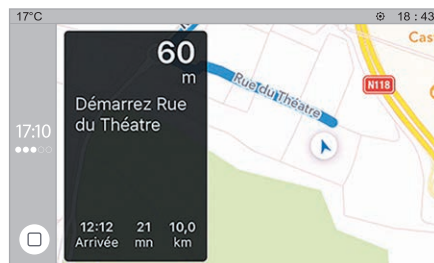 17°C
18 : 43
Cas
60
m
Démarrez Rue
du Théatre
Rue du Théatre
N118
17:10
12:12 21 10,0
Arrivée mn km